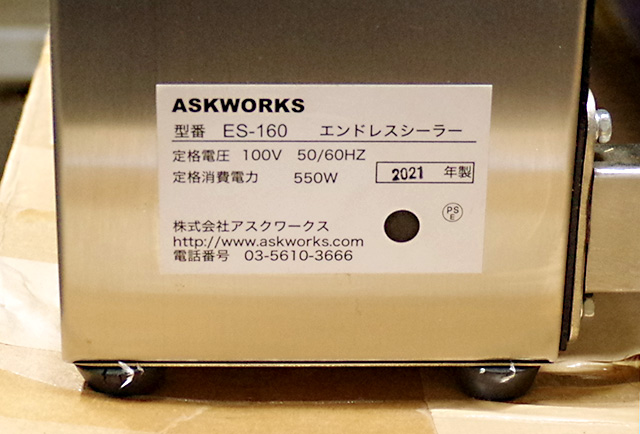 ASKWORKS
型番 ES-160 エンドレスシーラー
定格電圧 100V 50/60HZ
定格消費電力 550W 2021 年製
PS
E
株式会社アスクワークス
http://www.askworks.com
電話番号 03-5610-3666